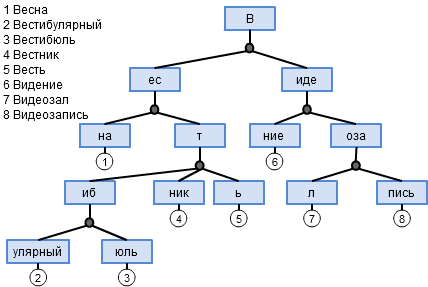 1 Весна
2 Вестибулярный
3 Вестибюль
4 Вестник
5 Весть
6 Видение
7 Видеозал
8 Видеозапись
В
ес
иде
на
т
ние
оза
1
6
иб
ник
ь
л
пись
4
5
7
8
улярный
юль
2
3